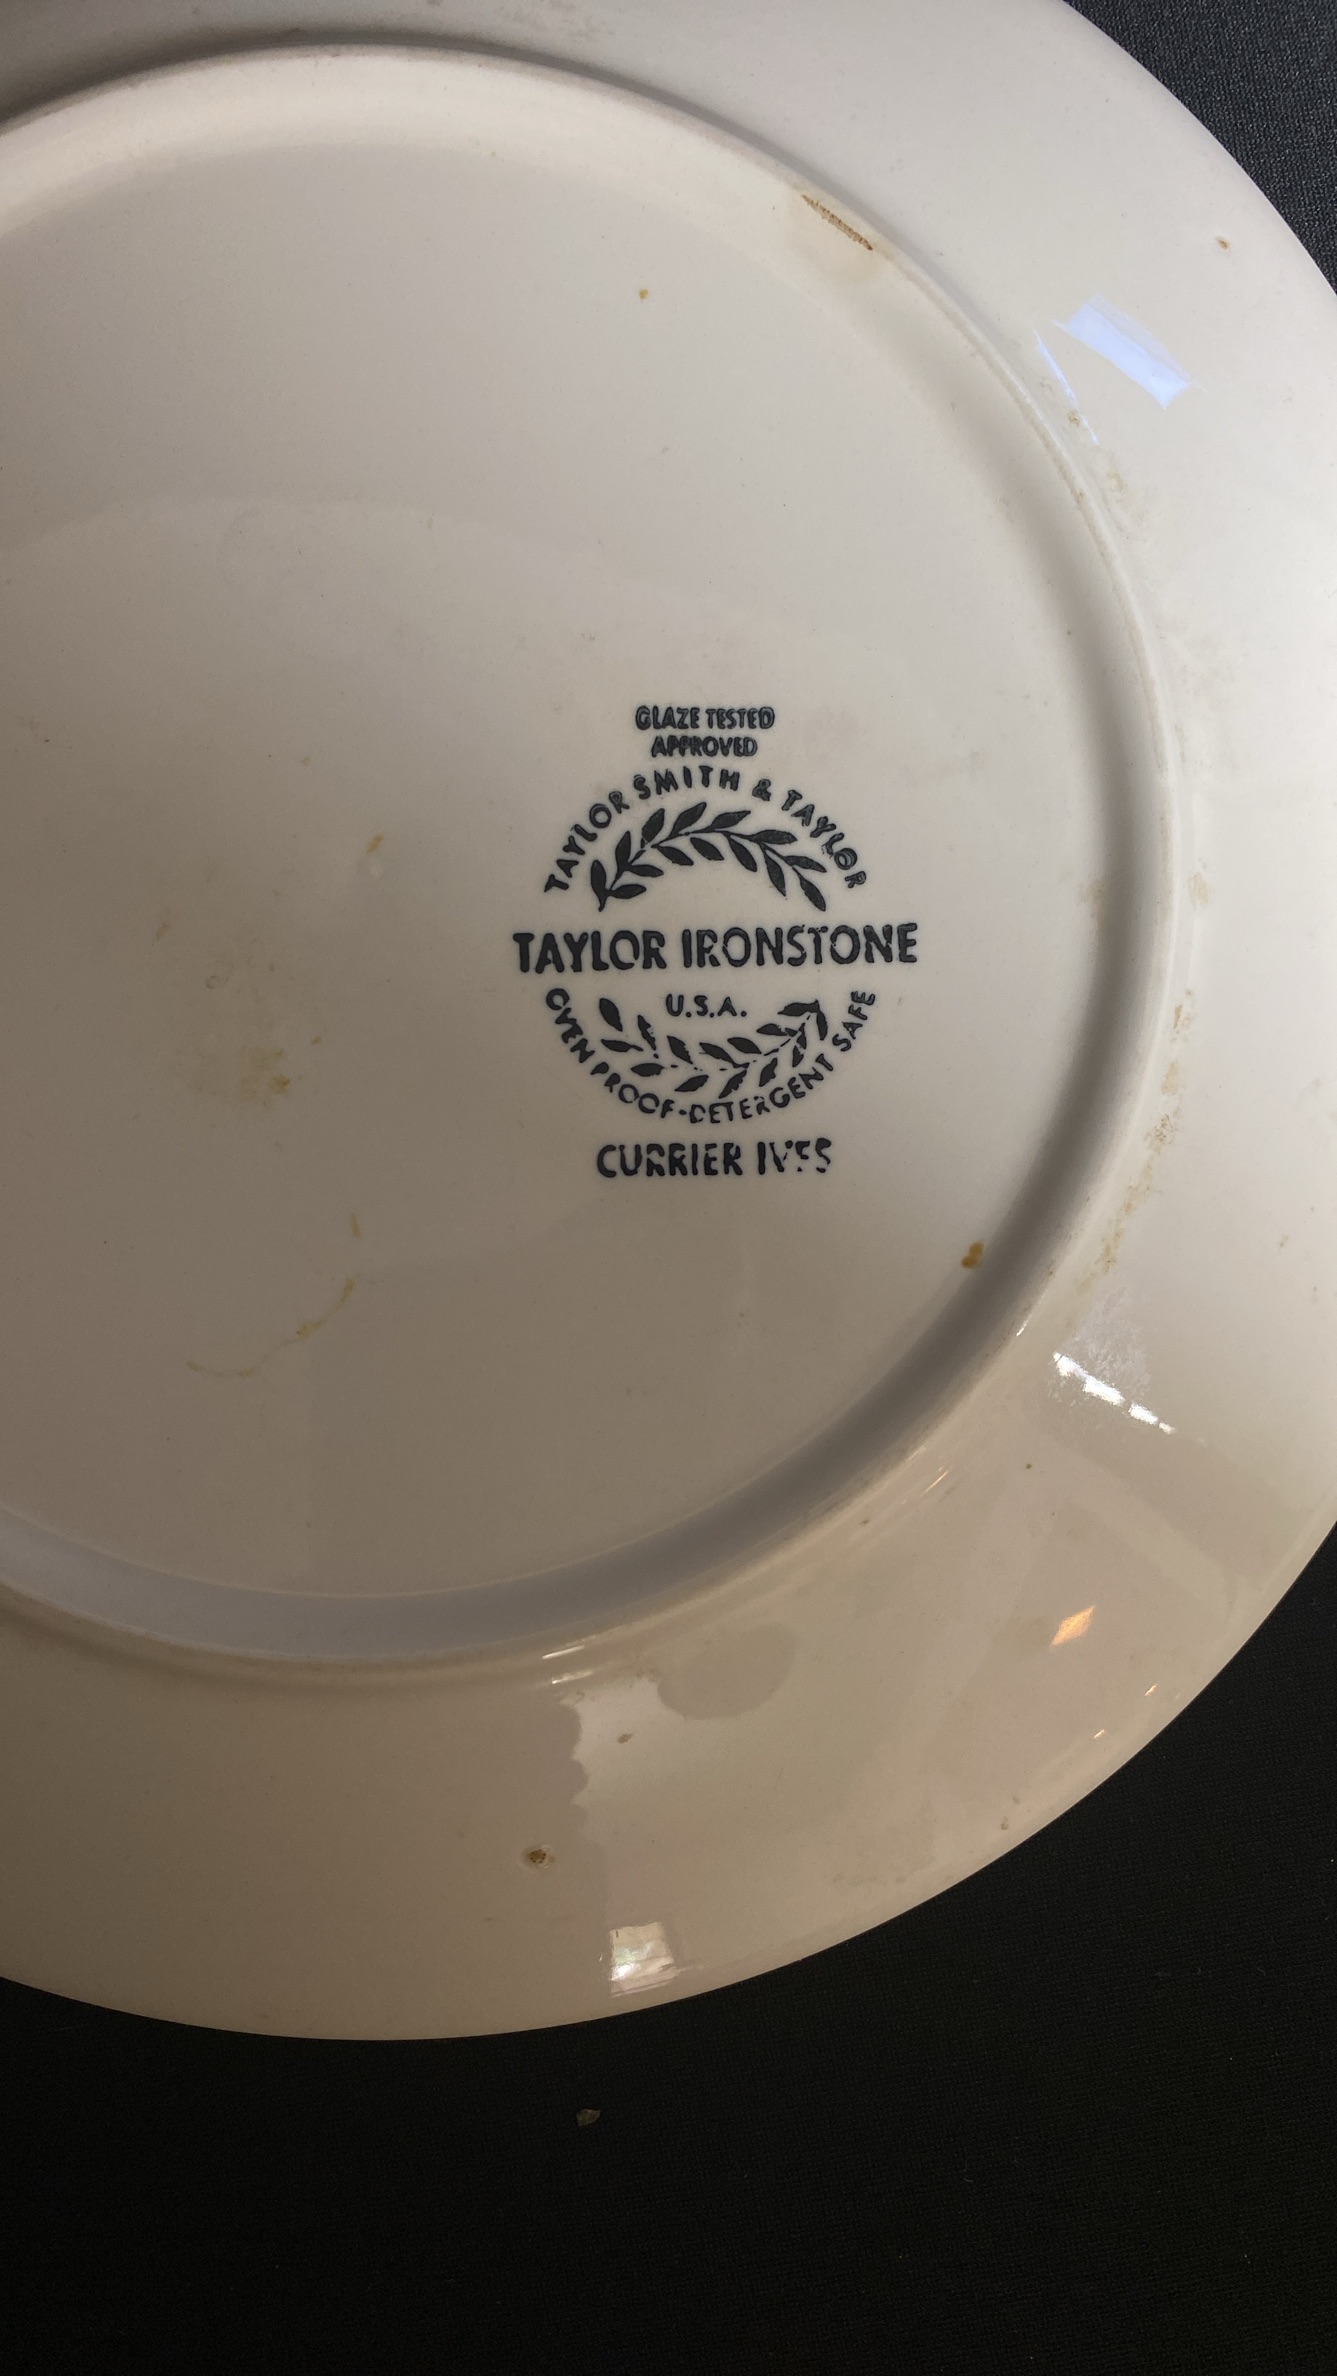 GLAZE TESTED
APPROVED
TAYLOR SMITH & TAYLOR
TAYLOR IRONSTONE
U.S.A.
OVEN PROOF-DETERGENT SAFE
CURRIER IVES